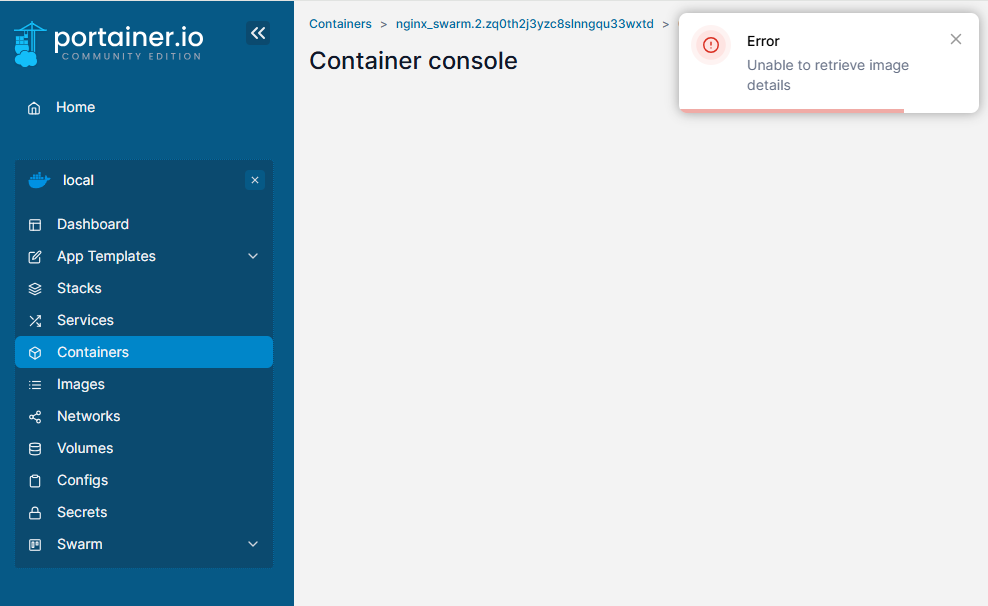 portainer.io
COMMUNITY EDITION
Containers > nginx_swarm.2.zq0th2j3yzc8slnngqu33wxtd >
Container console
Error
Unable to retrieve image
details
Home
local
Dashboard
App Templates
Stacks
Services
Containers
Images
Networks
Volumes
Configs
Secrets
Swarm